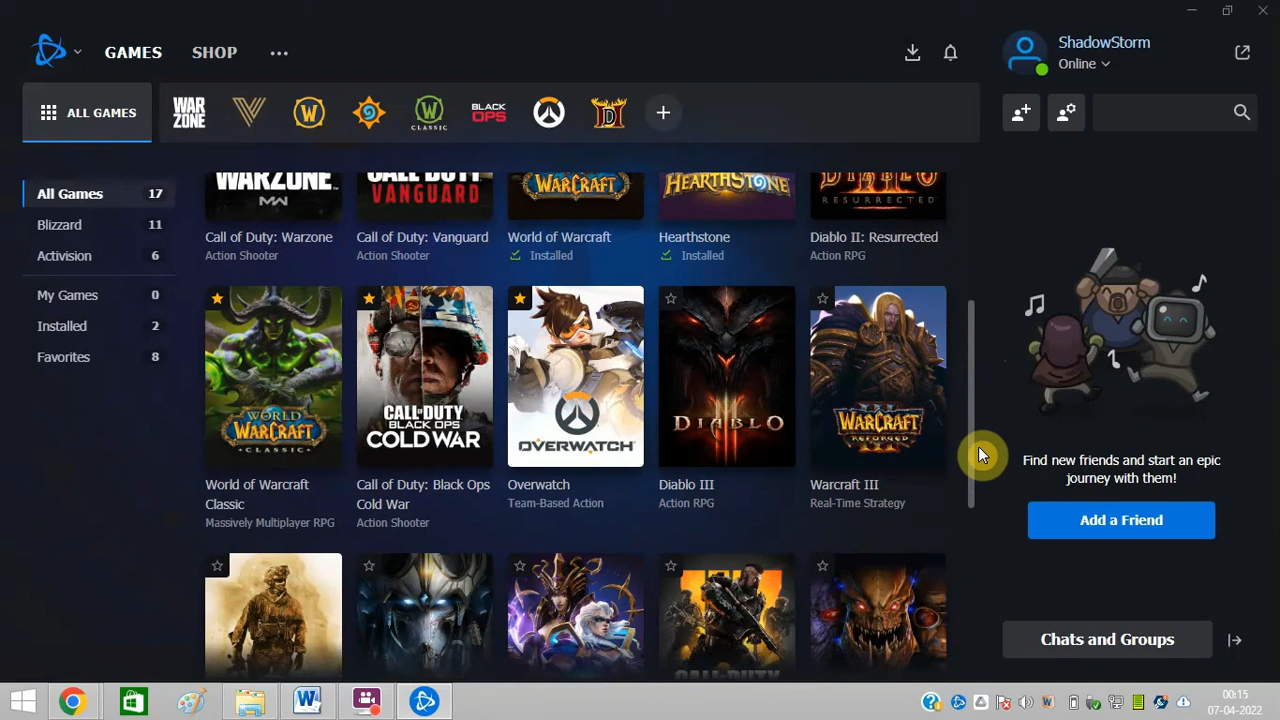 GAMES
SHOP
ShadowStorm
Online
ALL GAMES
WAR
ZONE
W
W
CLASSIC
BLACK
OPS
D
All Games 17
Blizzard 11
Activision 6
My Games 0
Installed 2
Favorites 8
WARZONE
CALL OF DUTY
VANGUARD
WARCRAFT
HEARTHSTONE
DIABLO II
RESURRECTED
Call of Duty: Warzone
Action Shooter
Call of Duty: Vanguard
Action Shooter
World of Warcraft
Installed
Hearthstone
Installed
Diablo II: Resurrected
Action RPG
WORLD
OF
WARCRAFT
CLASSIC
CALL OF DUTY
BLACK OPS
COLD WAR
OVERWATCH
DIABLO
WARCRAFT
III
REFORGED
World of Warcraft
Classic
Massively Multiplayer RPG
Call of Duty: Black Ops
Cold War
Action Shooter
Overwatch
Team-Based Action
Diablo III
Action RPG
Warcraft III
Real-Time Strategy
Find new friends and start an epic
journey with them!
Add a Friend
Chats and Groups
00:15
07-04-2022